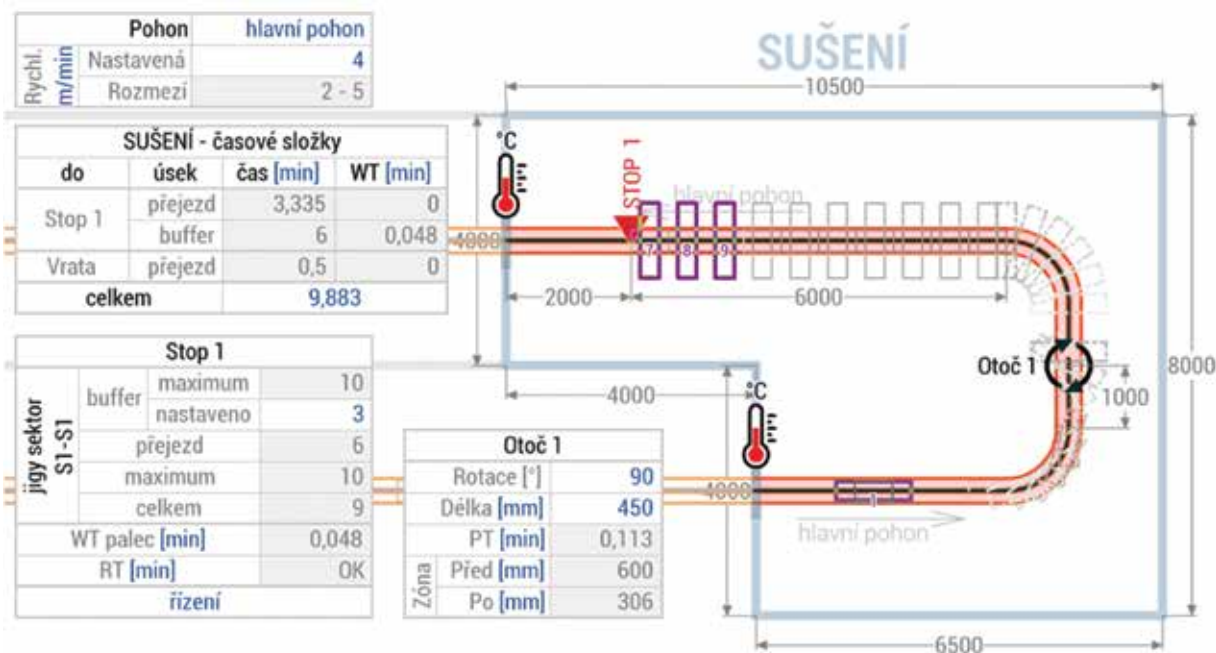 Pohon hlavní pohon
Rychl. m/min
Nastavená 4
Rozmezí 2 - 5
SUŠENÍ
10500
SUŠENÍ - časové složky
do úsek čas [min] WT [min]
Stop 1
přejezd 3,335 0
buffer 6 0,048
Vrata přejezd 0,5 0
celkem 9,883
°C
STOP 1
hlavní pohon
7 8 9
4000
2000
6000
Stop 1
jigy sektor
S1-S1
buffer
maximum 10
nastaveno 3
přejezd 6
maximum 10
celkem 9
WT palec [min] 0,048
RT [min] OK
řízení
4000
°C
Otoč 1
8000
1000
Otoč 1
Rotace [°] 90
Délka [mm] 450
PT [min] 0,113
Zóna
Před [mm] 600
Po [mm] 306
4000
1
hlavní pohon
6500